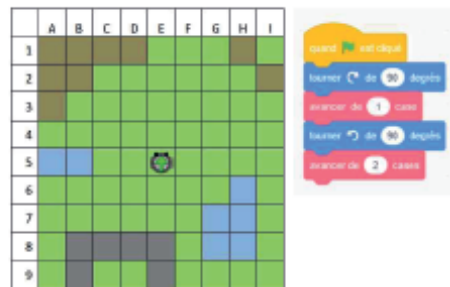 A B C D E F G H I
1
2
3
4
5
6
7
8
9
quand est cliqué
tourner de 90 degrés
avancer de 1 case
tourner de 90 degrés
avancer de 2 cases